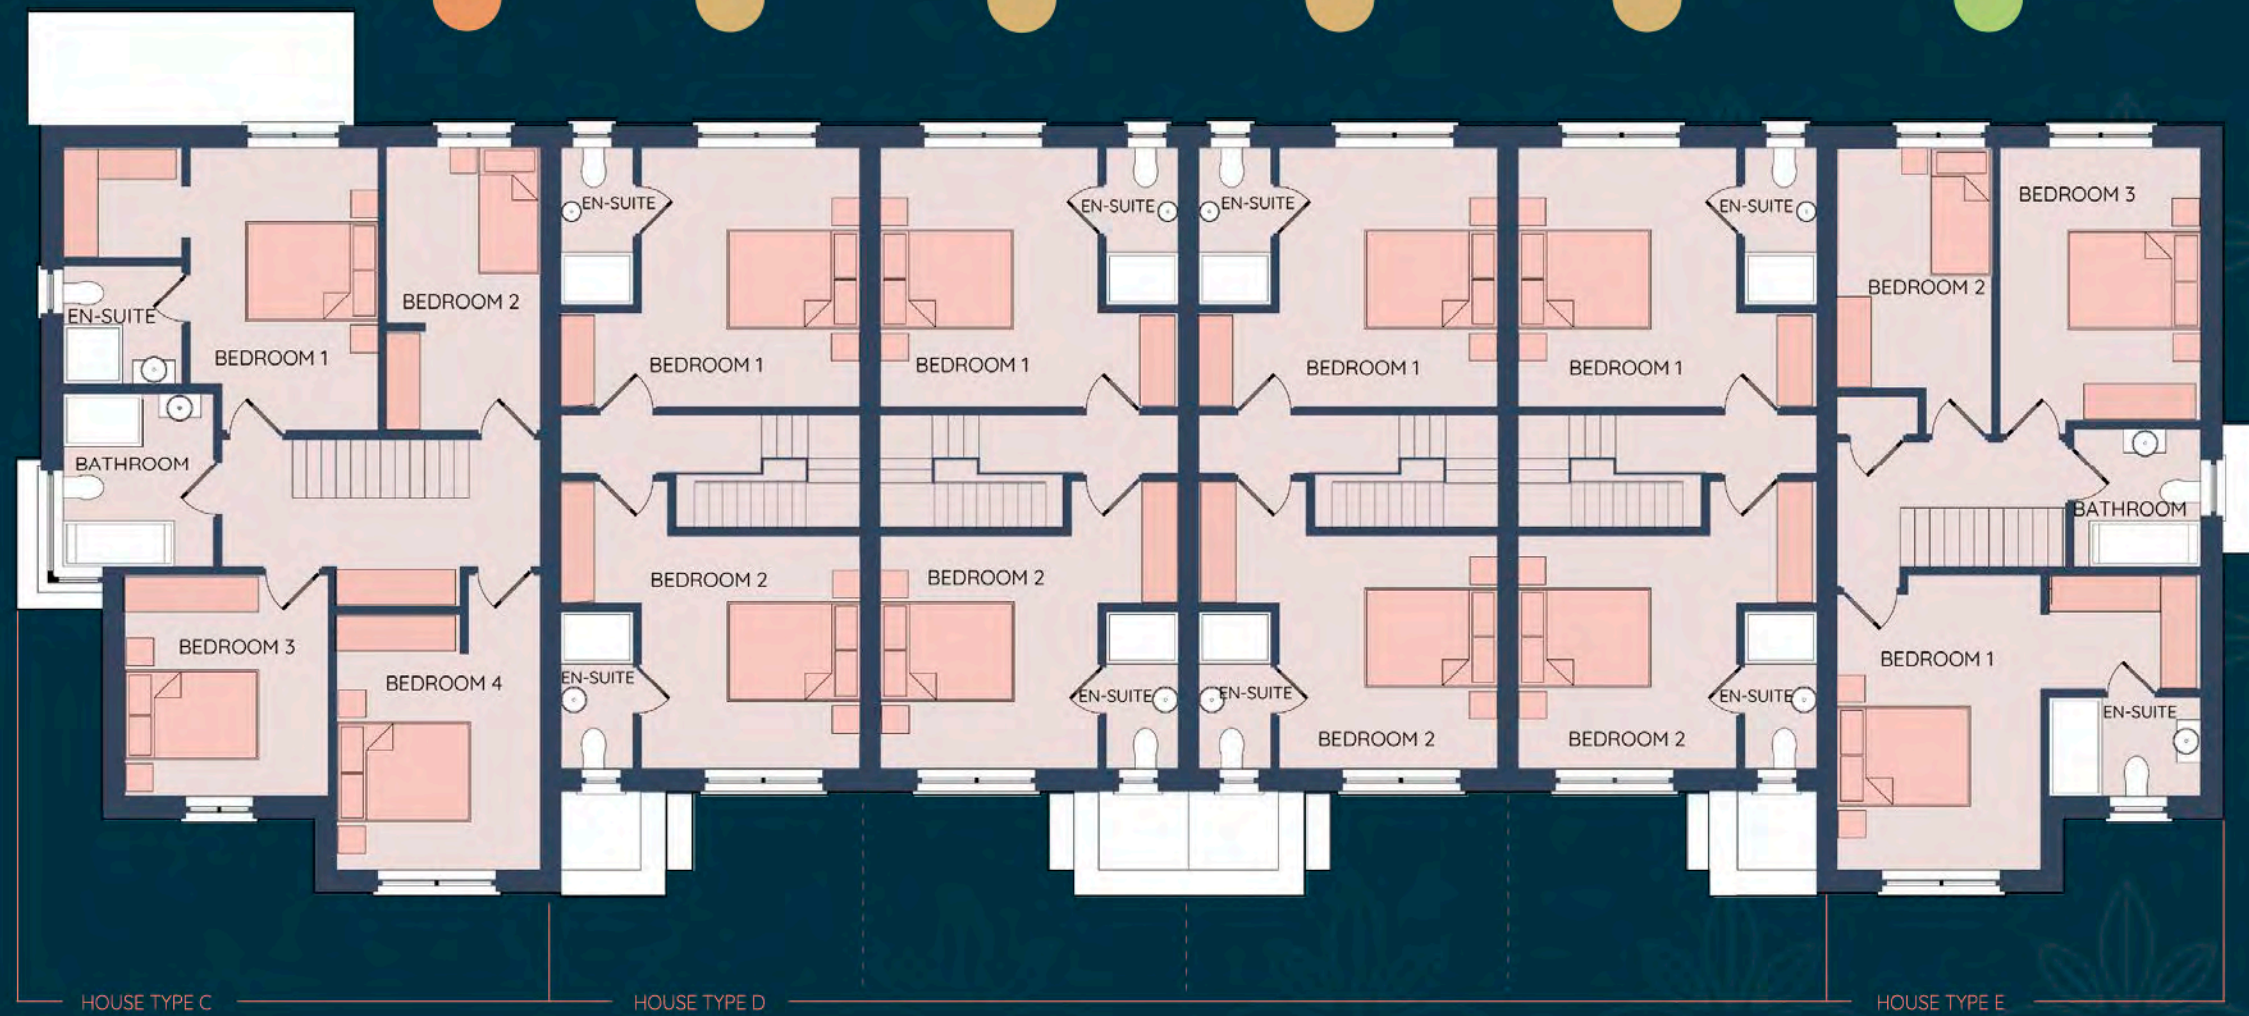 BEDROOM 1
EN-SUITE
BATHROOM
BEDROOM 2
BEDROOM 3
BEDROOM 4
EN-SUITE
BEDROOM 1
BEDROOM 2
EN-SUITE
EN-SUITE
BEDROOM 1
BEDROOM 2
EN-SUITE
EN-SUITE
BEDROOM 1
BEDROOM 2
EN-SUITE
EN-SUITE
BEDROOM 1
BEDROOM 2
EN-SUITE
BEDROOM 2
BEDROOM 3
BATHROOM
BEDROOM 1
EN-SUITE
HOUSE TYPE C
HOUSE TYPE D
HOUSE TYPE E